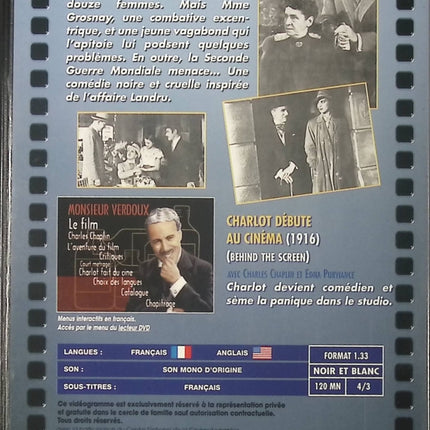 douze femmes. Mais Mme
Grosnay, une combative excen-
trique, et une jeune vagabond qui
l'apitoie lui podsent quelques
problèmes. En outre, la Seconde
Guerre Mondiale menace... Une
comédie noire et cruelle inspirée
de l'affaire Landru.
MONSIEUR VERDOUX
Le film
Charles Chaplin
L'aventure du film
Critiques
Court métrage
Charlot fait du cine
Choix des langues
Catalogue
Chapitrage
Menus interactifs en français.
Accès par le menu du lecteur DVD
CHARLOT DÉBUTE
AU CINÉMA (1916)
(BEHIND THE SCREEN)
AVEC CHARLES CHAPLIN ET EDNA PURVIANCE
Charlot devient comédien et
sème la panique dans le studio.
LANGUES : FRANÇAIS ANGLAIS
FORMAT 1.33
SON : SON MONO D'ORIGINE
NOIR ET BLANC
SOUS-TITRES : FRANÇAIS
120 MN 4/3
Ce vidéogramme est exclusivement réservé à la représentation privée
et gratuite dans le cercle de famille sauf autorisation contractuelle.
Tous droits réservés.